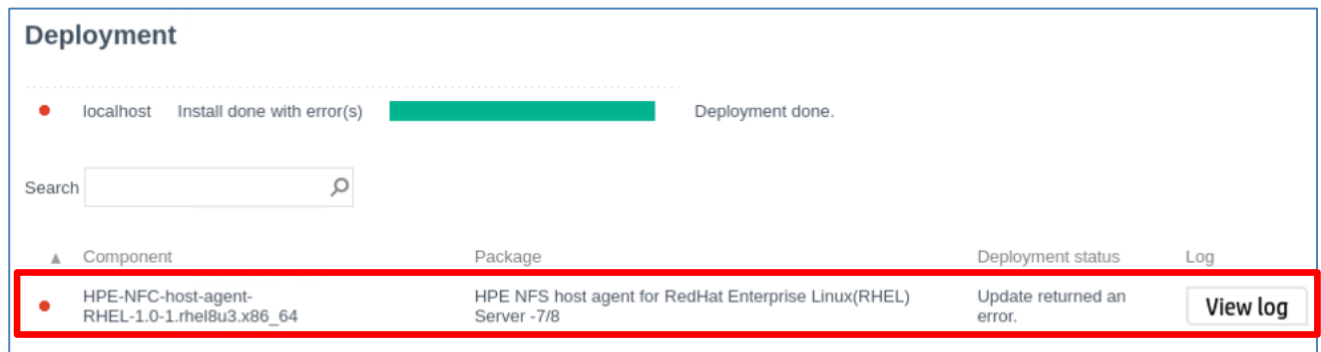 Deployment
localhost Install done with error(s) Deployment done.
Search
Component Package Deployment status Log
HPE-NFC-host-agent- HPE NFS host agent for RedHat Enterprise Linux(RHEL) Update returned an View log
RHEL-1.0-1.rhel8u3.x86_64 Server -7/8 error.